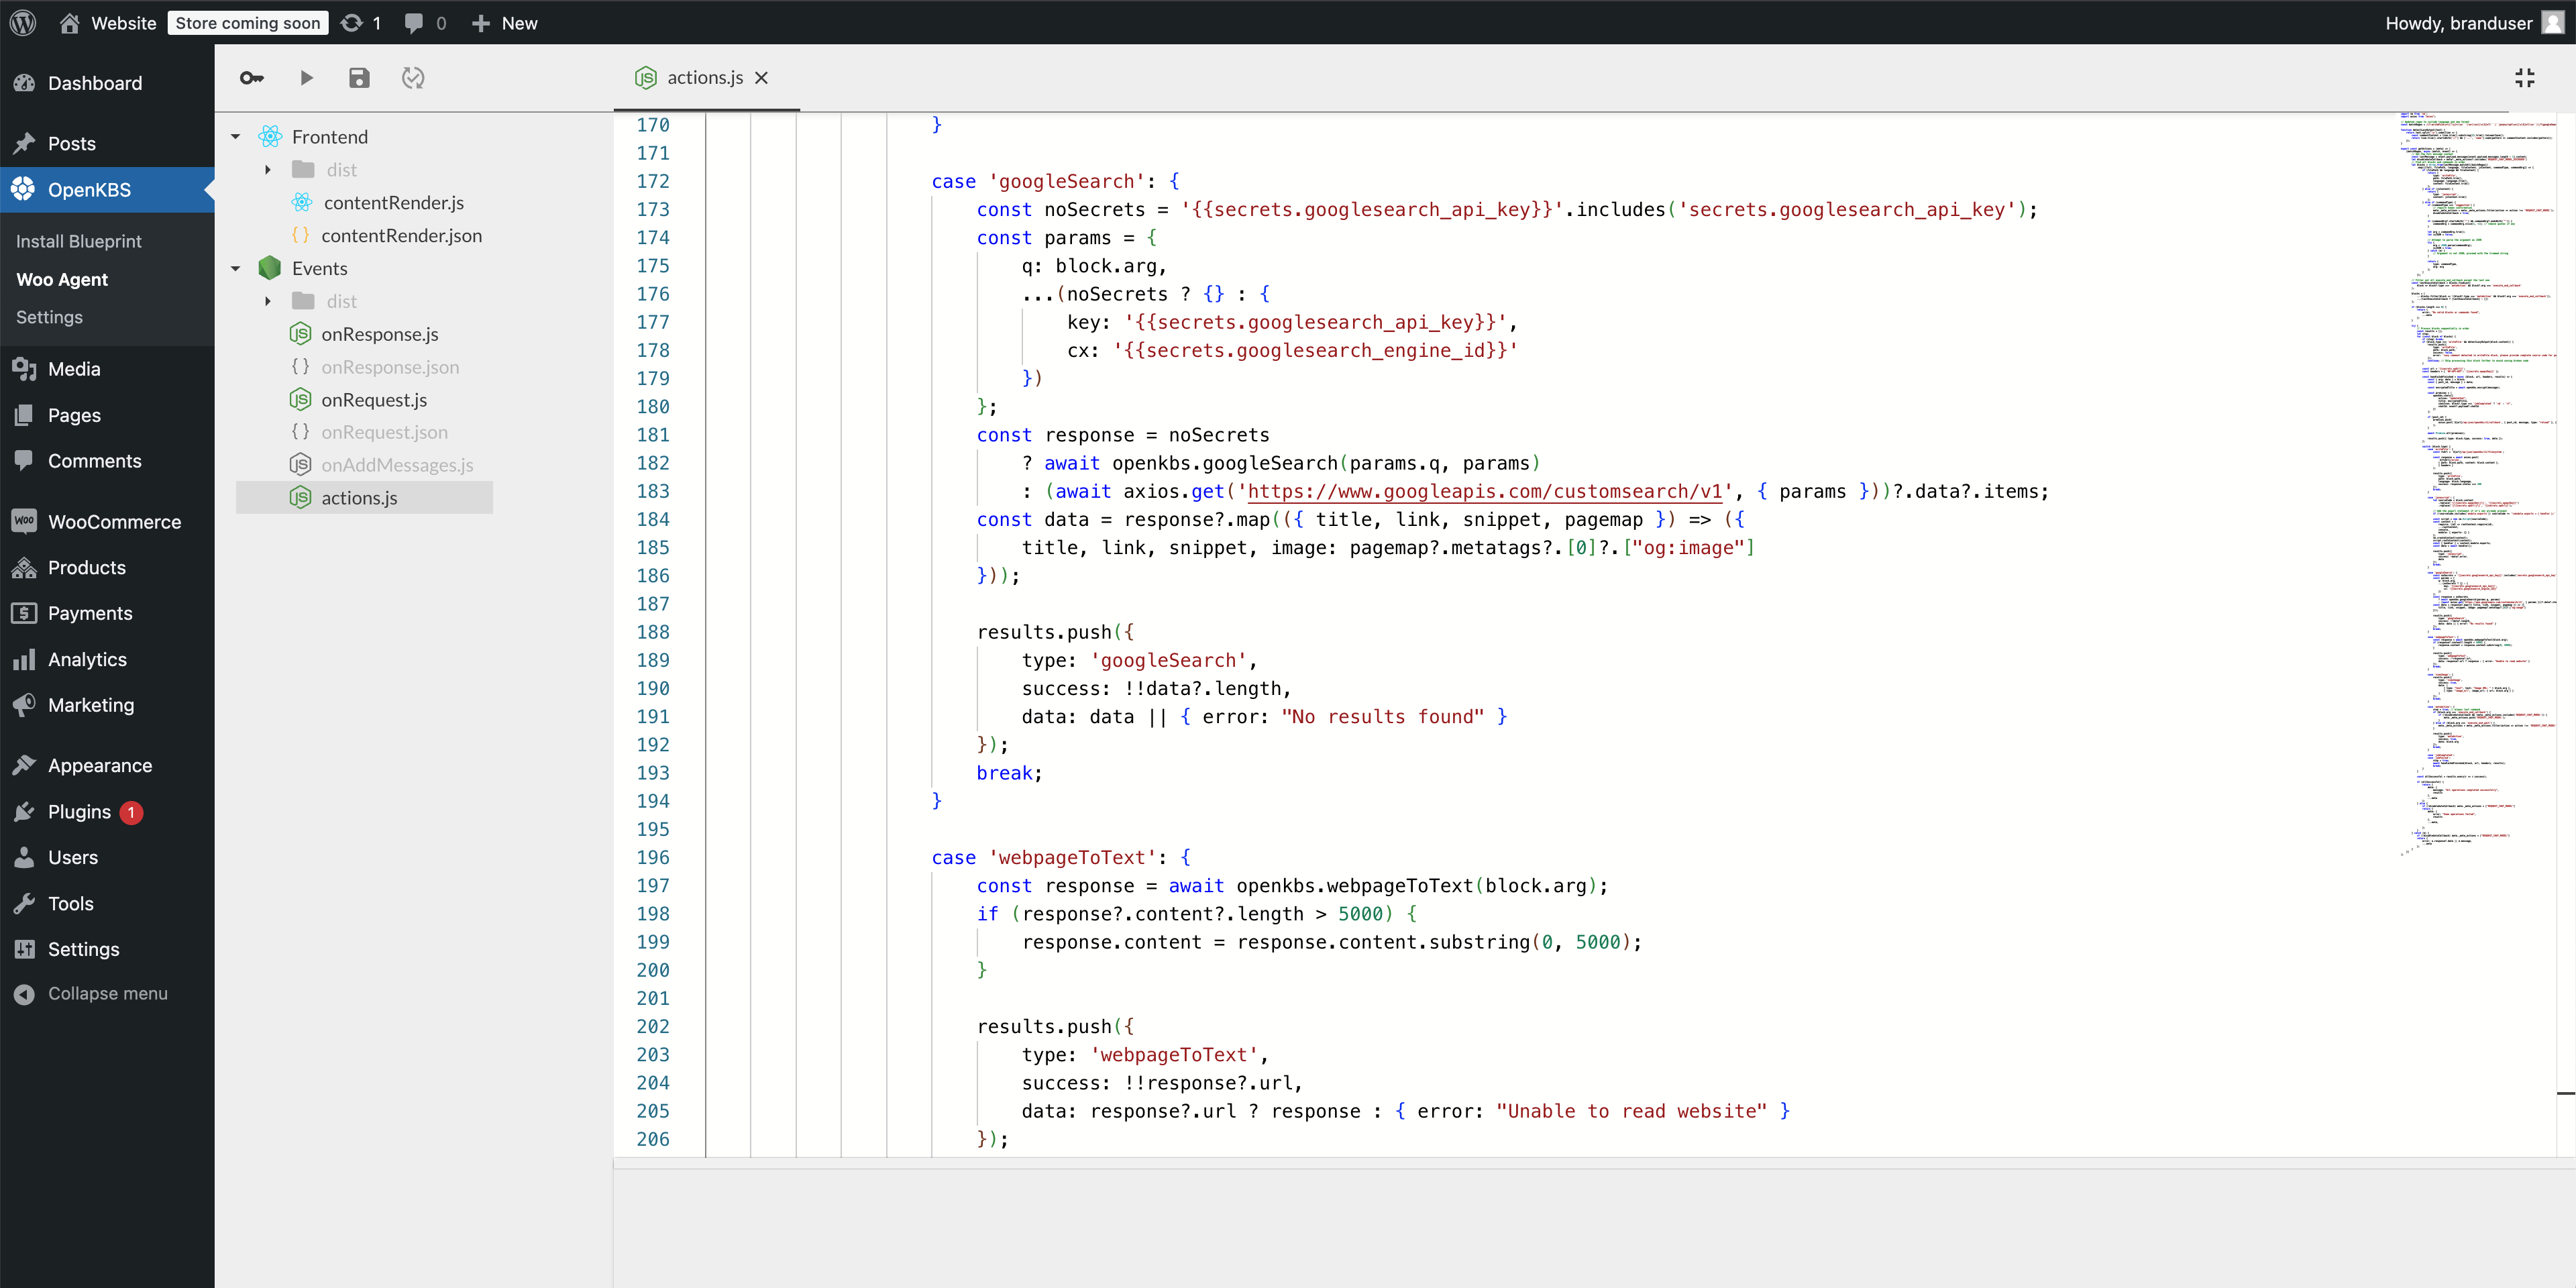 Website Store coming soon 1 0 New Howdy, branduser
Dashboard
Posts
OpenKBS
Install Blueprint
Woo Agent
Settings
Media
Pages
Comments
WooCommerce
Products
Payments
Analytics
Marketing
Appearance
Plugins 1
Users
Tools
Settings
Collapse menu
Frontend
dist
contentRender.js
contentRender.json
Events
dist
onResponse.js
onResponse.json
onRequest.js
onRequest.json
onAddMessages.js
actions.js
actions.js
170 }
171
172 case 'googleSearch': {
173 const noSecrets = '{{secrets.googlesearch_api_key}}'.includes('secrets.googlesearch_api_key');
174 const params = {
175 q: block.arg,
176 ...(noSecrets ? {} : {
177 key: '{{secrets.googlesearch_api_key}}',
178 cx: '{{secrets.googlesearch_engine_id}}'
179 })
180 };
181 const response = noSecrets
182 ? await openkbs.googleSearch(params.q, params)
183 : (await axios.get('https://www.googleapis.com/customsearch/v1', { params }))?.data?.items;
184 const data = response?.map(({ title, link, snippet, pagemap }) => ({
185 title, link, snippet, image: pagemap?.metatags?.[0]?.["og:image"]
186 }));
187
188 results.push({
189 type: 'googleSearch',
190 success: !!data?.length,
191 data: data || { error: "No results found" }
192 });
193 break;
194 }
195
196 case 'webpageToText': {
197 const response = await openkbs.webpageToText(block.arg);
198 if (response?.content?.length > 5000) {
199 response.content = response.content.substring(0, 5000);
200 }
201
202 results.push({
203 type: 'webpageToText',
204 success: !!response?.url,
205 data: response?.url ? response : { error: "Unable to read website" }
206 });